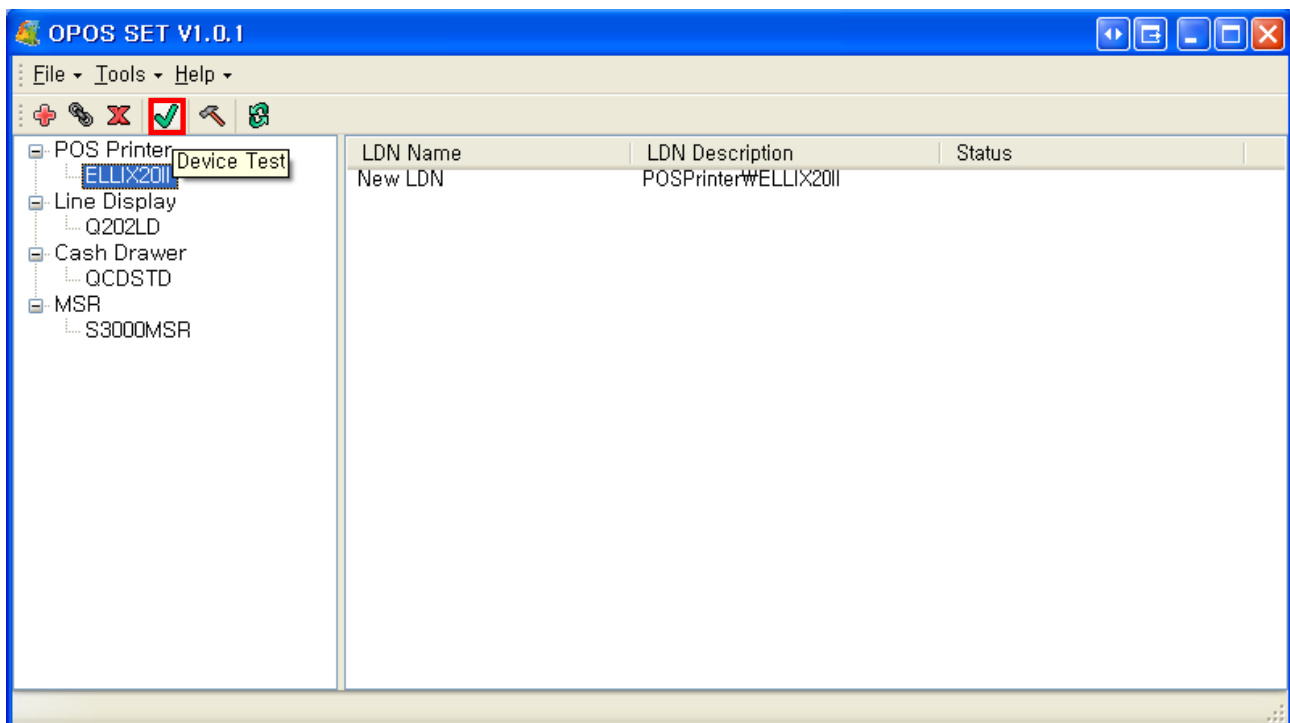 OPOS SET V1.0.1
File Tools Help
Device Test
POS Printer
ELLIX20II
Line Display
Q202LD
Cash Drawer
QCDSTD
MSR
S3000MSR
LDN Name LDN Description Status
New LDN POSPrinter₩ELLIX20II